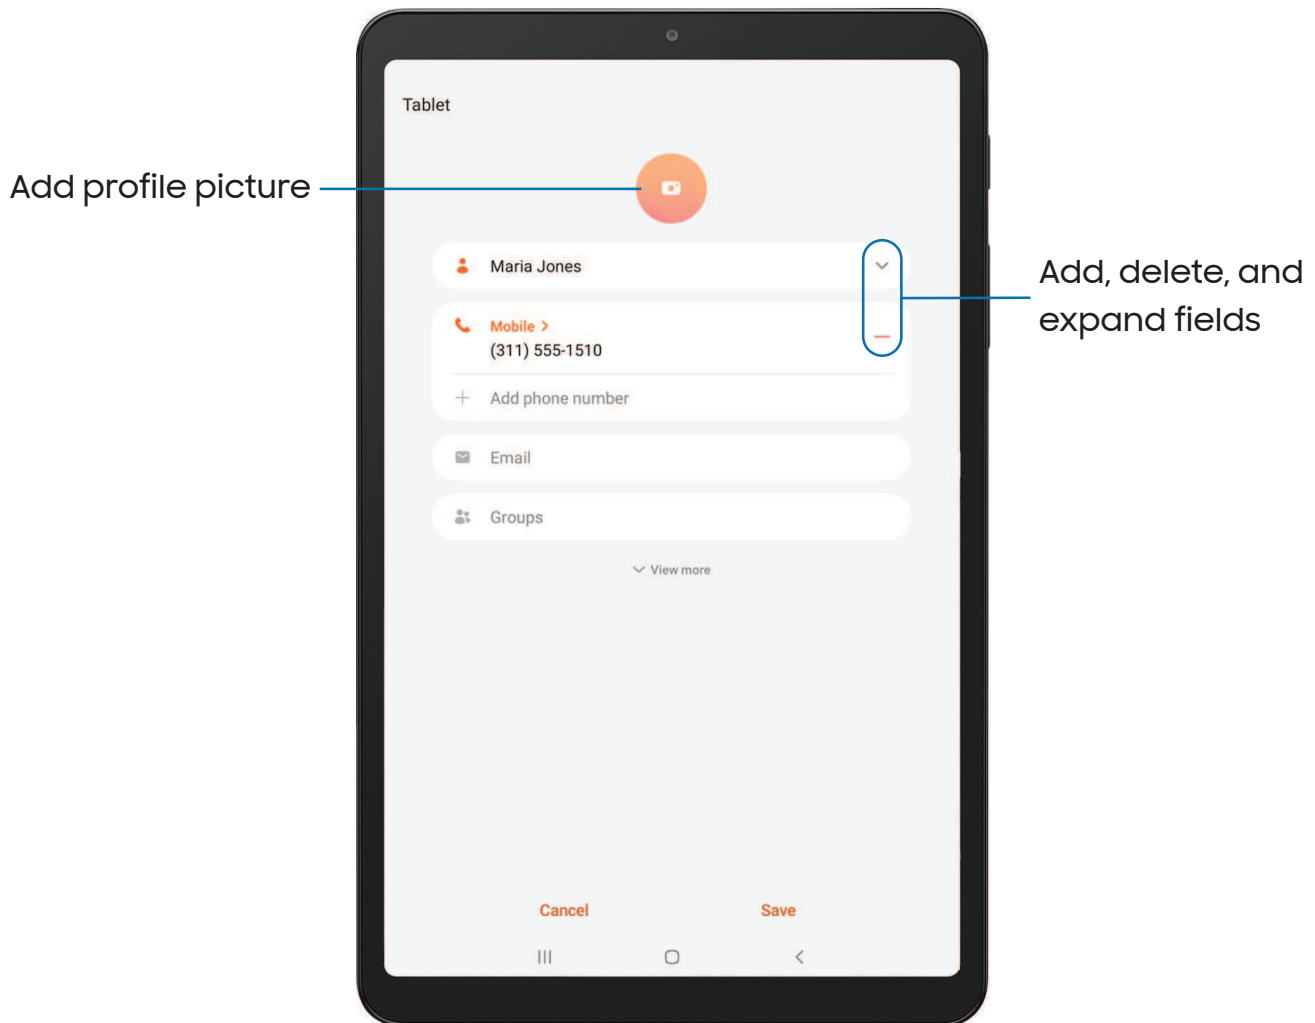 Tablet
Add profile picture
Maria Jones
Add, delete, and
expand fields
Mobile >
(311) 555-1510
Add phone number
Email
Groups
View more
Cancel
Save